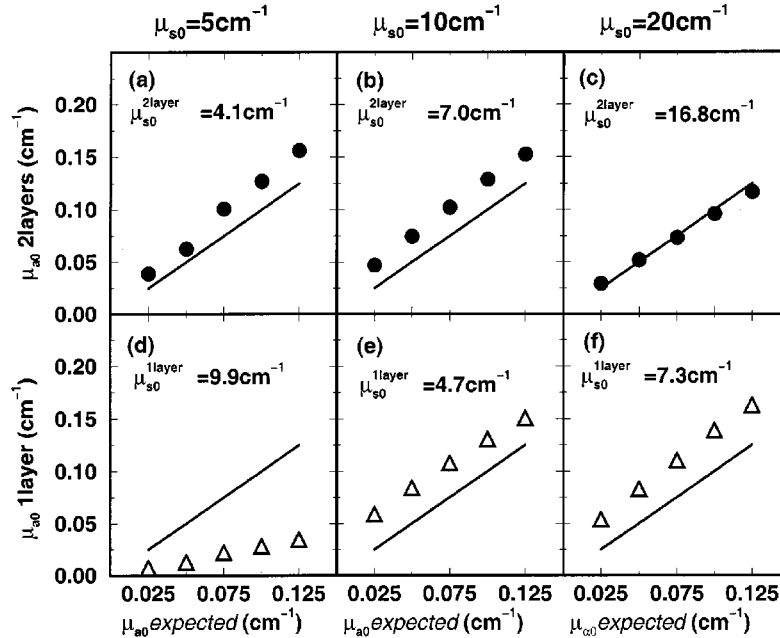 μs0=5cm⁻¹ μs0=10cm⁻¹ μs0=20cm⁻¹
(a) (b) (c)
μs0 2layer =4.1cm⁻¹ μs0 2layer =7.0cm⁻¹ μs0 2layer =16.8cm⁻¹
0.20
0.15
0.10
0.05
0.00
μa0 2layers (cm⁻¹)
(d) (e) (f)
μs0 1layer =9.9cm⁻¹ μs0 1layer =4.7cm⁻¹ μs0 1layer =7.3cm⁻¹
0.20
0.15
0.10
0.05
0.00
μa0 1layer (cm⁻¹)
0.025 0.075 0.125 0.025 0.075 0.125 0.025 0.075 0.125
μa0 expected (cm⁻¹) μa0 expected (cm⁻¹) μα0 expected (cm⁻¹)